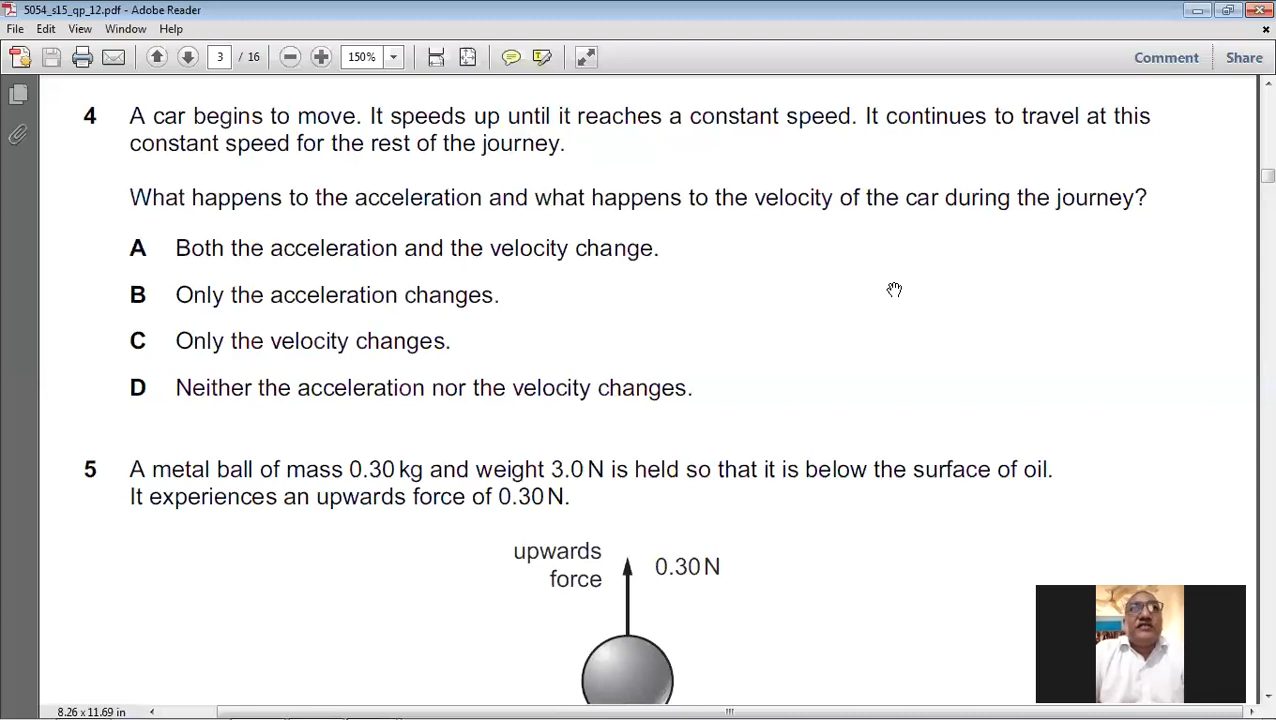 5054_s15_qp_12.pdf - Adobe Reader
File Edit View Window Help
3 / 16 150% Comment Share
4 A car begins to move. It speeds up until it reaches a constant speed. It continues to travel at this
constant speed for the rest of the journey.
What happens to the acceleration and what happens to the velocity of the car during the journey?
A Both the acceleration and the velocity change.
B Only the acceleration changes.
C Only the velocity changes.
D Neither the acceleration nor the velocity changes.
5 A metal ball of mass 0.30 kg and weight 3.0 N is held so that it is below the surface of oil.
It experiences an upwards force of 0.30 N.
upwards
force
0.30 N
8.26 x 11.69 in